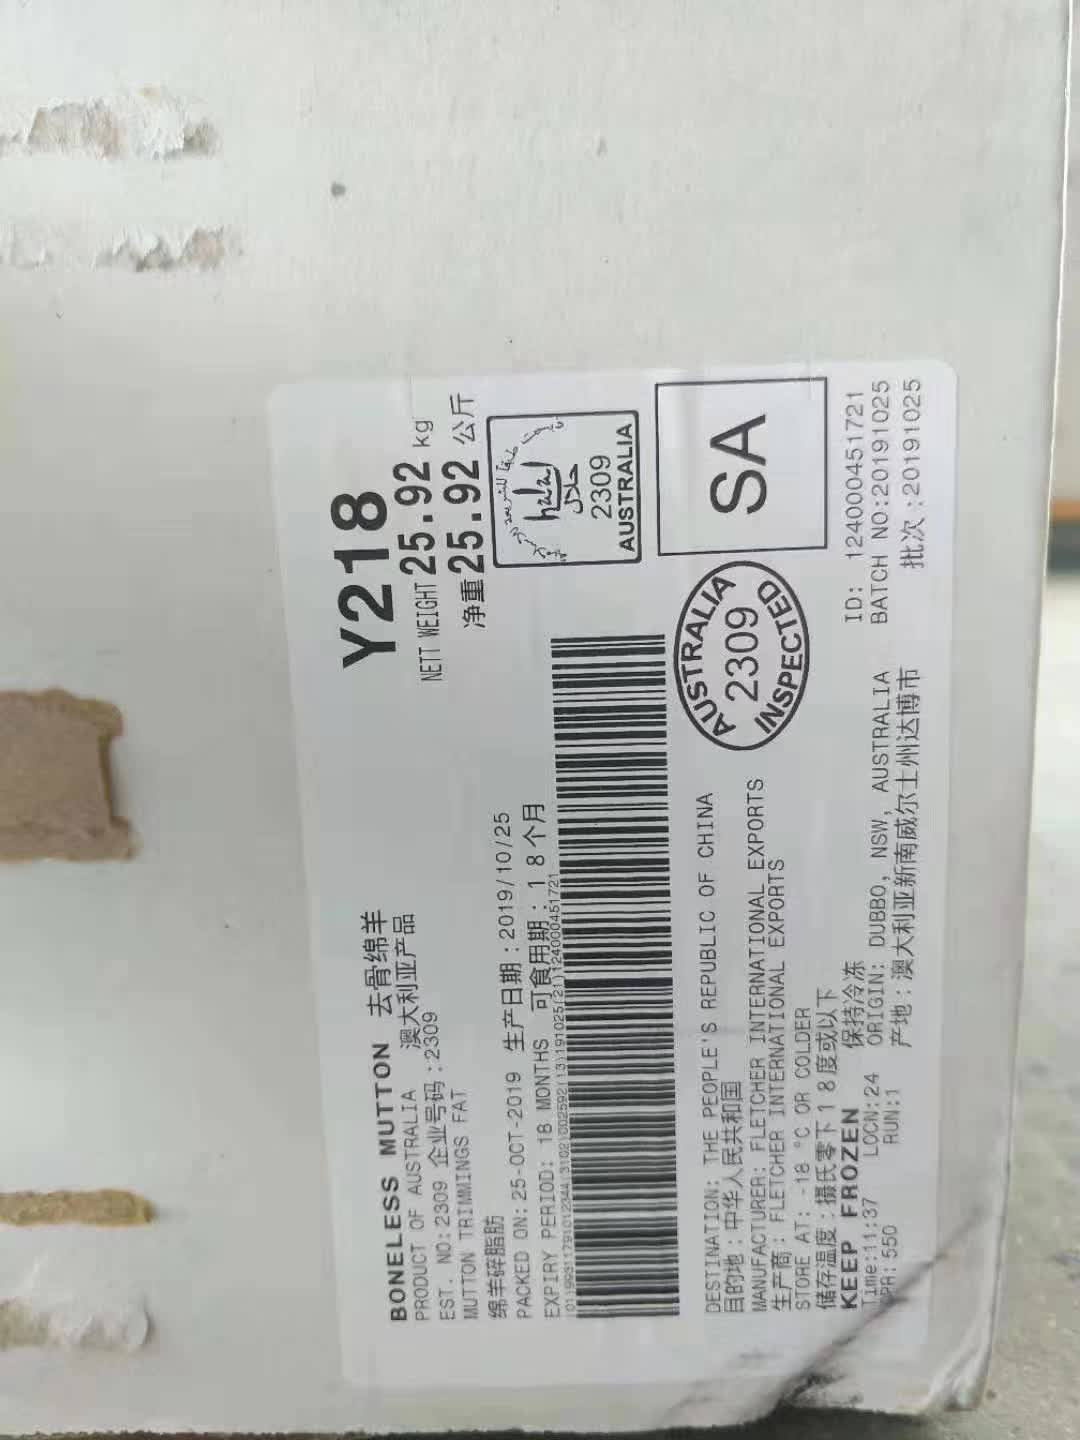 Y218
BONELESS MUTTON 去骨绵羊
PRODUCT OF AUSTRALIA 澳大利亚产品
NETT WEIGHT 25.92 kg
EST. NO:2309 企业号码:2309
净重 25.92 公斤
MUTTON TRIMMINGS FAT
绵羊碎脂肪
PACKED ON:25-OCT-2019 生产日期:2019/10/25
EXPIRY PERIOD: 18 MONTHS 可食用期:18个月
halal
حلال
2309
AUSTRALIA
DESTINATION: THE PEOPLE'S REPUBLIC OF CHINA
目的地:中华人民共和国
MANUFACTURER: FLETCHER INTERNATIONAL EXPORTS
生产商: FLETCHER INTERNATIONAL EXPORTS
STORE AT: -18 °C OR COLDER
储存温度:摄氏零下18度或以下
KEEP FROZEN 保持冷冻
AUSTRALIA
2309
INSPECTED
SA
Time:11:37 LOCN:24 ORIGIN: DUBBO, NSW, AUSTRALIA
PR: 550 RUN:1 产地:澳大利亚新南威尔士州达博市
ID: 124000451721
BATCH NO:20191025
批次:20191025